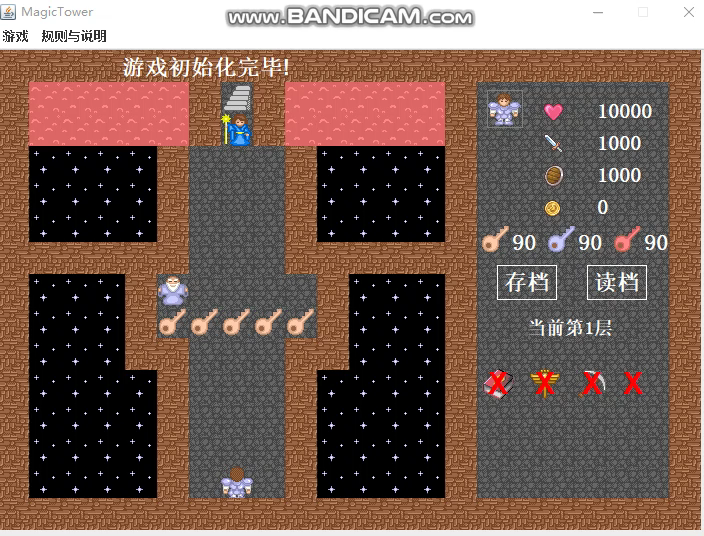 MagicTower
www.BANDICAM.com
游戏 规则与说明
游戏初始化完毕!
10000
1000
1000
0
90 90 90
存档 读档
当前第1层
X X X X